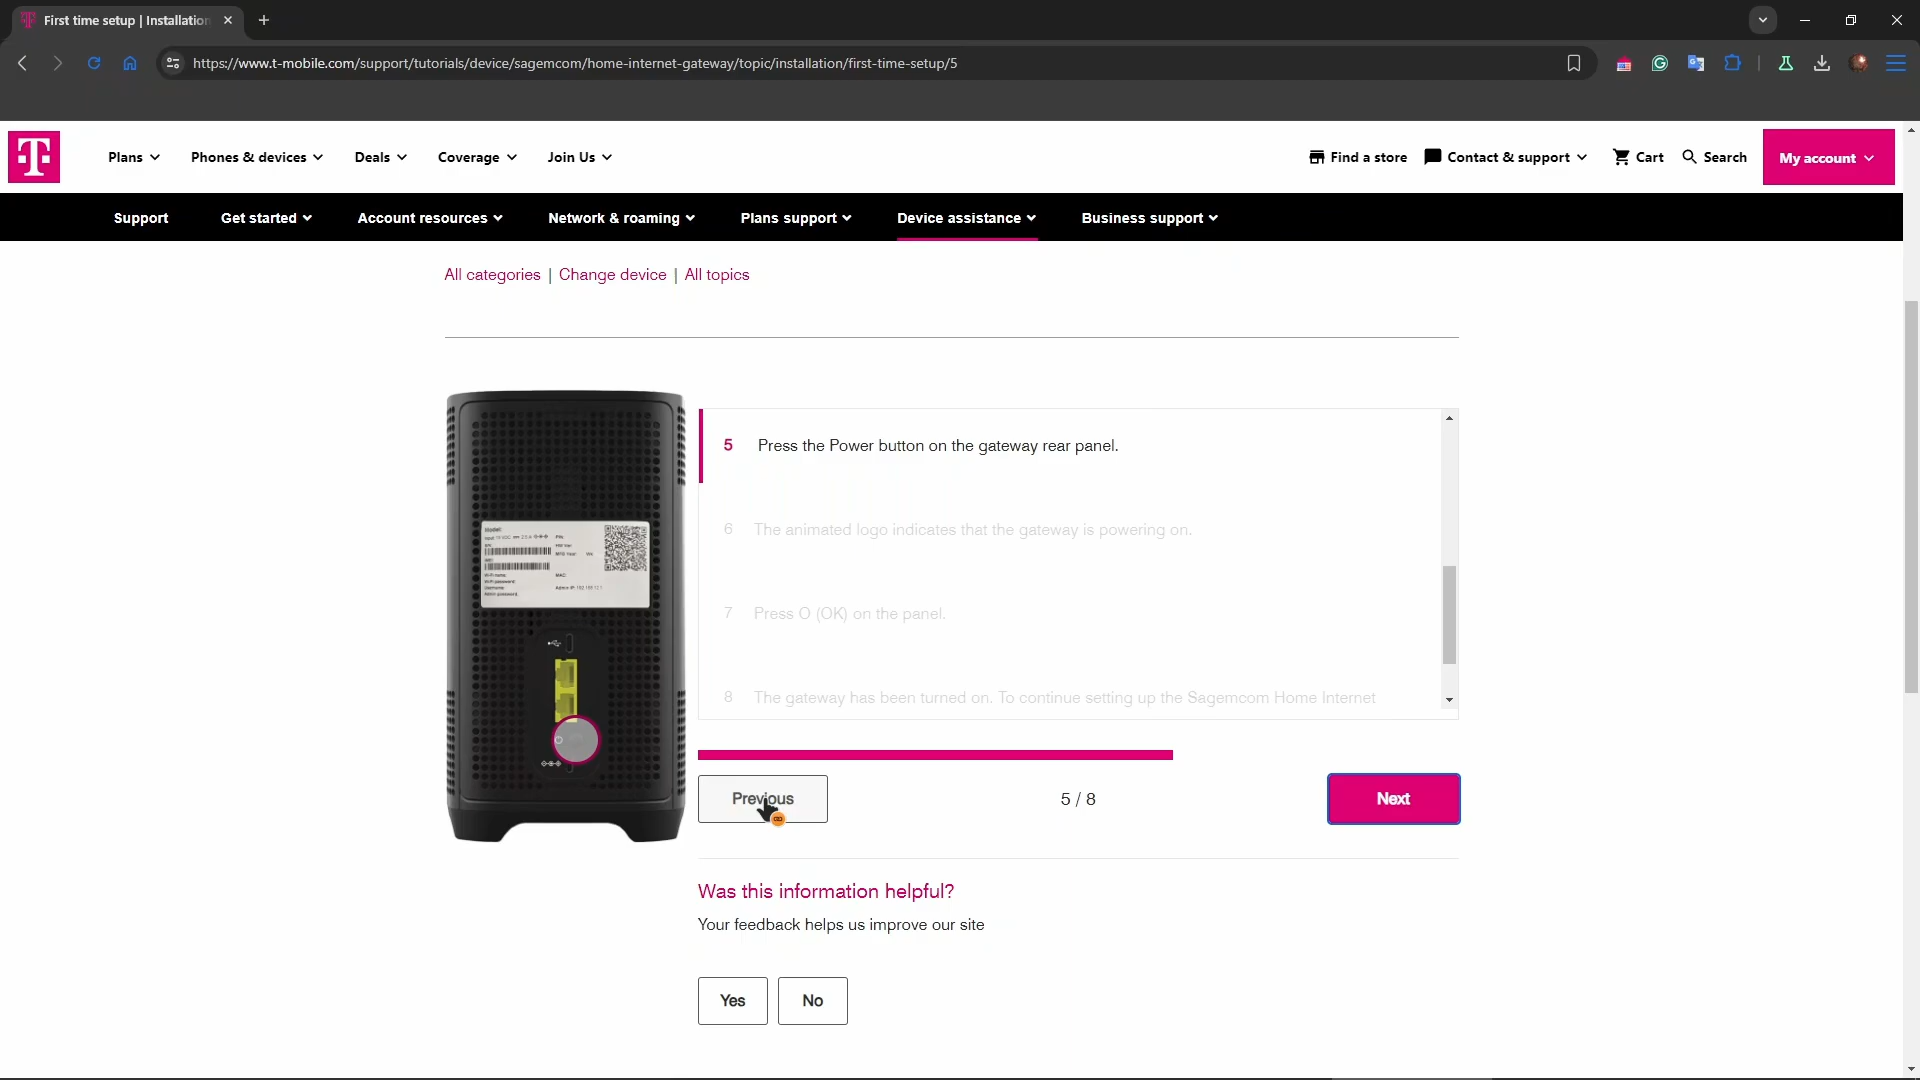 First time setup | Installation
https://www.t-mobile.com/support/tutorials/device/sagemcom/home-internet-gateway/topic/installation/first-time-setup/5
T
Plans
Phones & devices
Deals
Coverage
Join Us
Find a store
Contact & support
Cart
Search
My account
Support
Get started
Account resources
Network & roaming
Plans support
Device assistance
Business support
All categories | Change device | All topics
5 Press the Power button on the gateway rear panel.
6 The animated logo indicates that the gateway is powering on.
7 Press O (OK) on the panel.
8 The gateway has been turned on. To continue setting up the Sagemcom Home Internet
Previous
5 / 8
Next
Was this information helpful?
Your feedback helps us improve our site
Yes
No